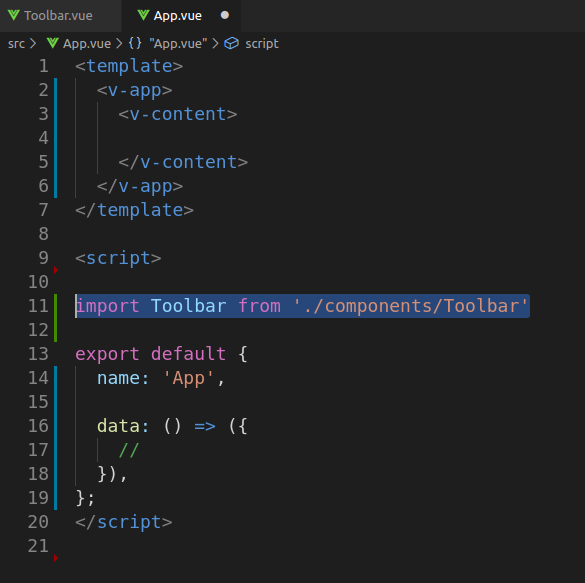 Toolbar.vue App.vue
src > App.vue > {} "App.vue" > script
1 <template>
2 <v-app>
3 <v-content>
4
5 </v-content>
6 </v-app>
7 </template>
8
9 <script>
10
11 import Toolbar from './components/Toolbar'
12
13 export default {
14 name: 'App',
15
16 data: () => ({
17 //
18 }),
19 };
20 </script>
21